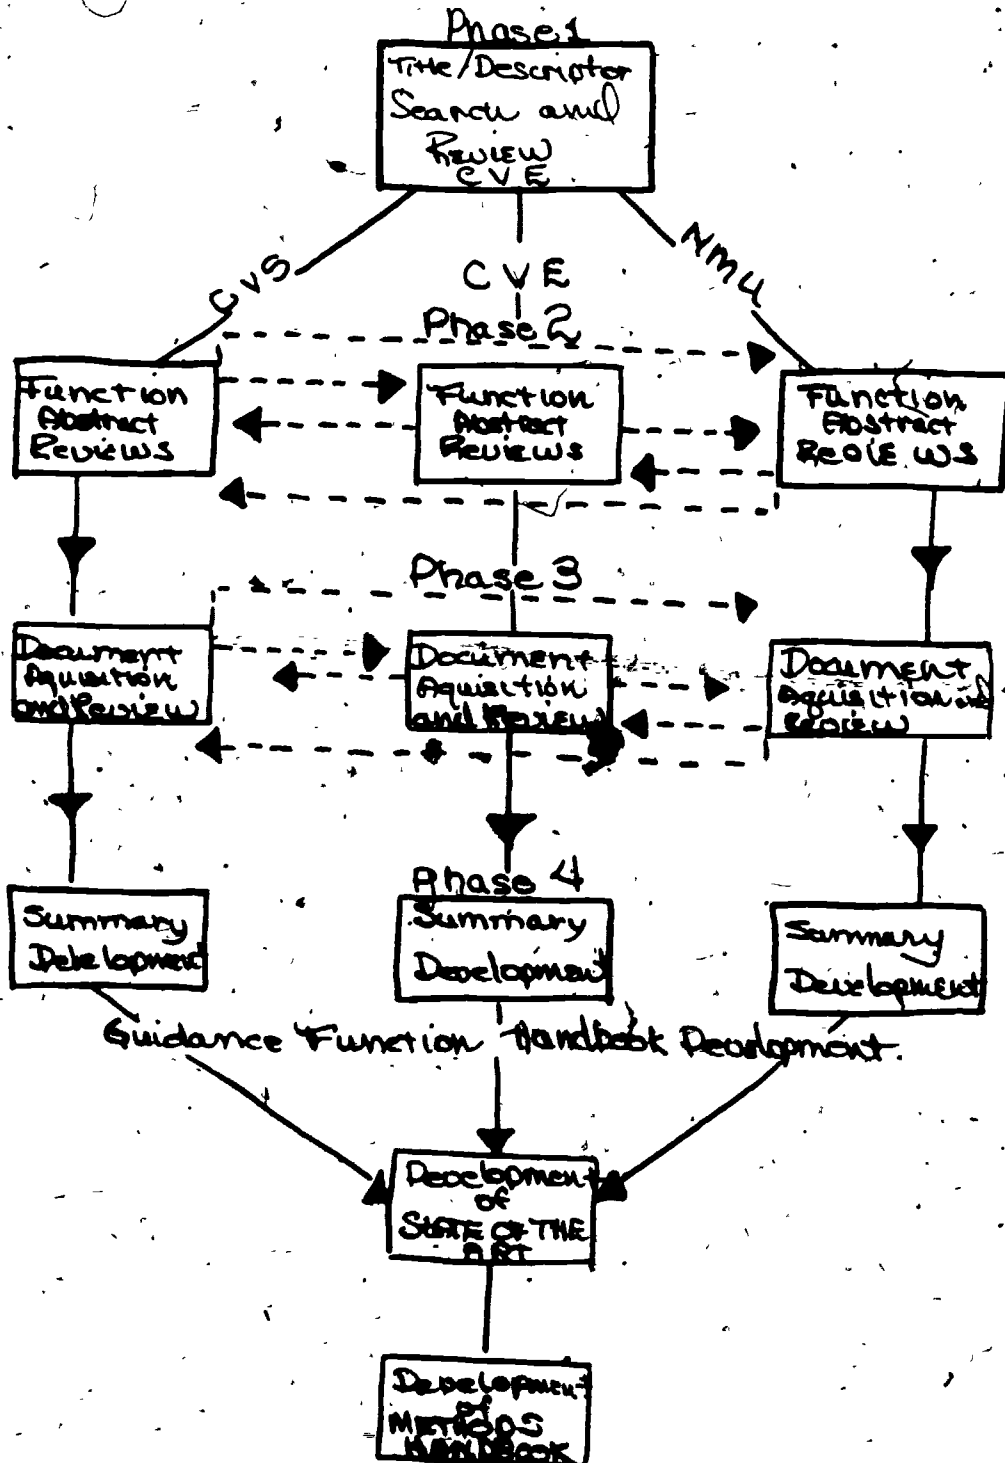 Phase 1
Title/Descriptor
Search and
Review
CVE
CVS
CVE
NMU
Phase 2
Function
Abstract
Reviews
Function
Abstract
Reviews
Function
Abstract
Reviews
Phase 3
Document
Aquisition
and Review
Document
Aquisition
and Review
Document
Aquisition and
Review
Phase 4
Summary
Development
Summary
Development
Summary
Development
Guidance Function Handbook Development.
Development
of
STATE OF THE
ART
Development
of
METHODS
HANDBOOK